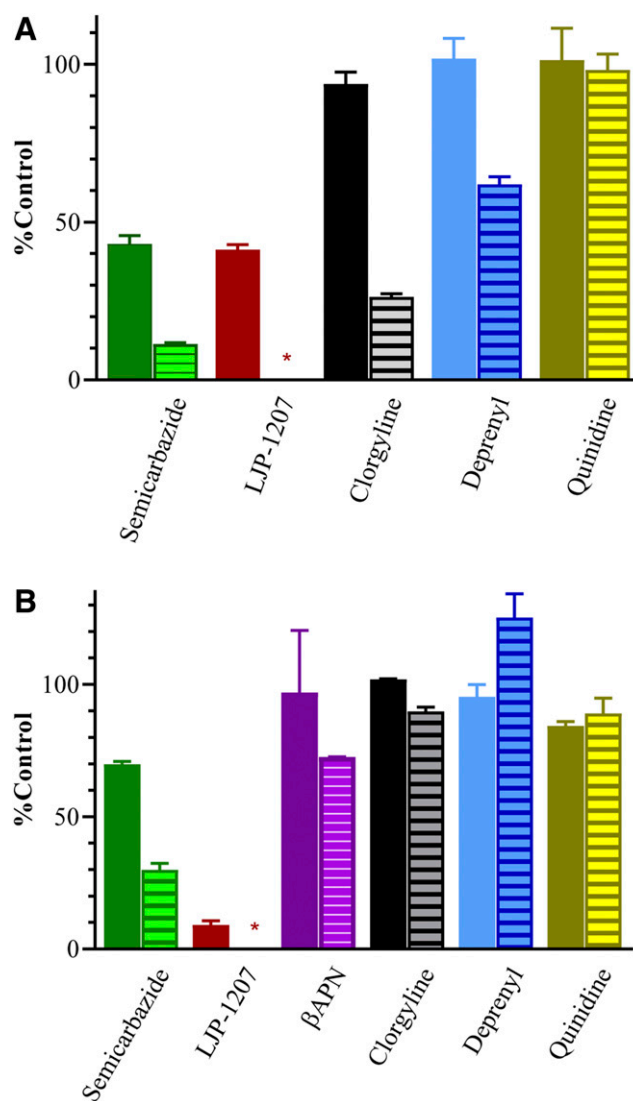 A
%Control
100
50
0
*
Semicarbazide
LJP-1207
Clorgyline
Deprenyl
Quinidine
B
%Control
100
50
0
*
Semicarbazide
LJP-1207
βAPN
Clorgyline
Deprenyl
Quinidine